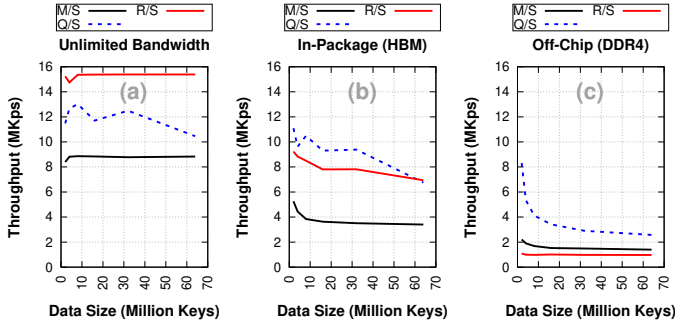 M/S R/S
Q/S
Unlimited Bandwidth
Throughput (MKps)
16
14
12
10
8
6
4
2
0
(a)
0
10
20
30
40
50
60
70
Data Size (Million Keys)
M/S R/S
Q/S
In-Package (HBM)
Throughput (MKps)
16
14
12
10
8
6
4
2
0
(b)
0
10
20
30
40
50
60
70
Data Size (Million Keys)
M/S R/S
Q/S
Off-Chip (DDR4)
Throughput (MKps)
16
14
12
10
8
6
4
2
0
(c)
0
10
20
30
40
50
60
70
Data Size (Million Keys)